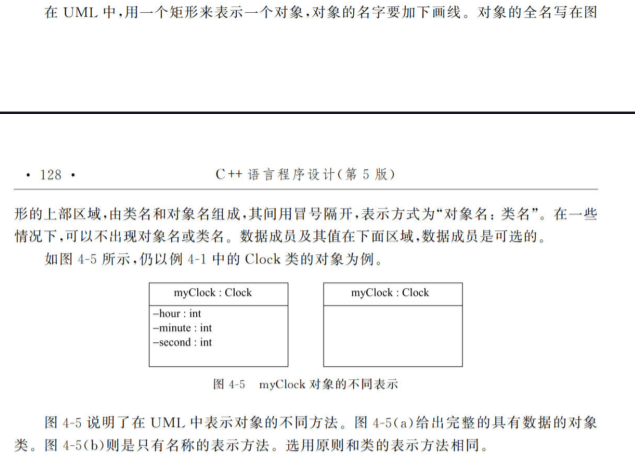 在 UML 中,用一个矩形来表示一个对象,对象的名字要加下画线。对象的全名写在图
• 128 •
C++ 语言程序设计(第 5 版)
形的上部区域,由类名和对象名组成,其间用冒号隔开,表示方式为“对象名: 类名”。在一些
情况下,可以不出现对象名或类名。数据成员及其值在下面区域,数据成员是可选的。
如图 4-5 所示,仍以例 4-1 中的 Clock 类的对象为例。
myClock : Clock
−hour : int
−minute : int
−second : int
myClock : Clock
图 4-5 myClock 对象的不同表示
图 4-5 说明了在 UML 中表示对象的不同方法。图 4-5(a)给出完整的具有数据的对象
类。图 4-5(b)则是只有名称的表示方法。选用原则和类的表示方法相同。